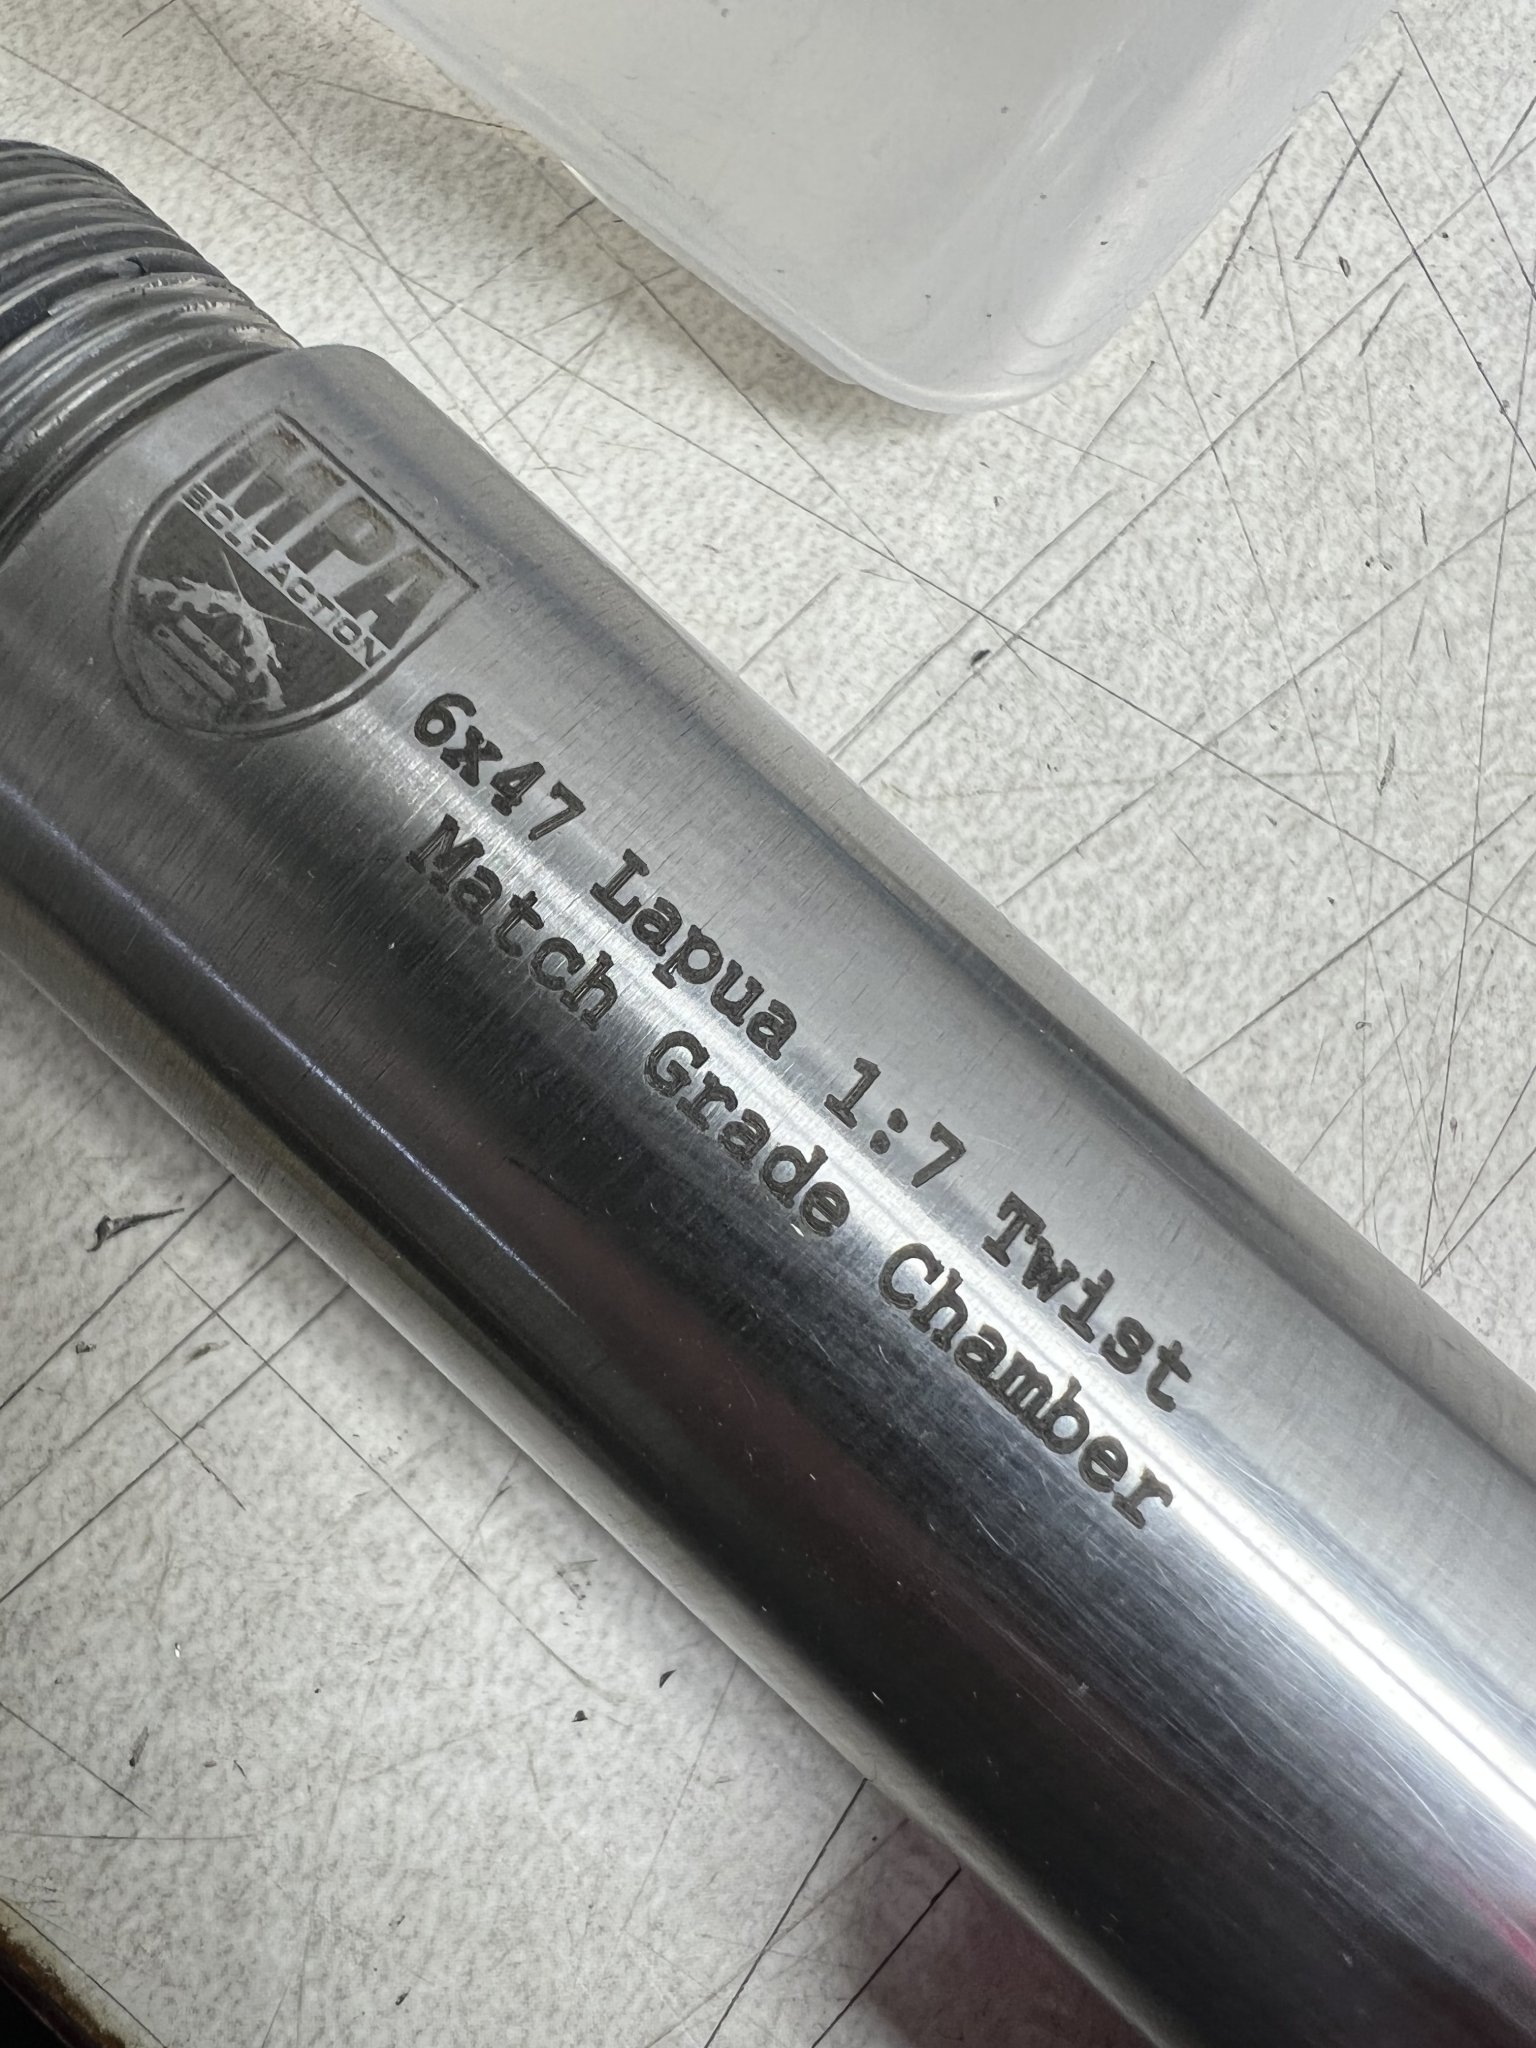 MPA
BOLT ACTION
6x47 Lapua 1:7 Twist
Match Grade Chamber